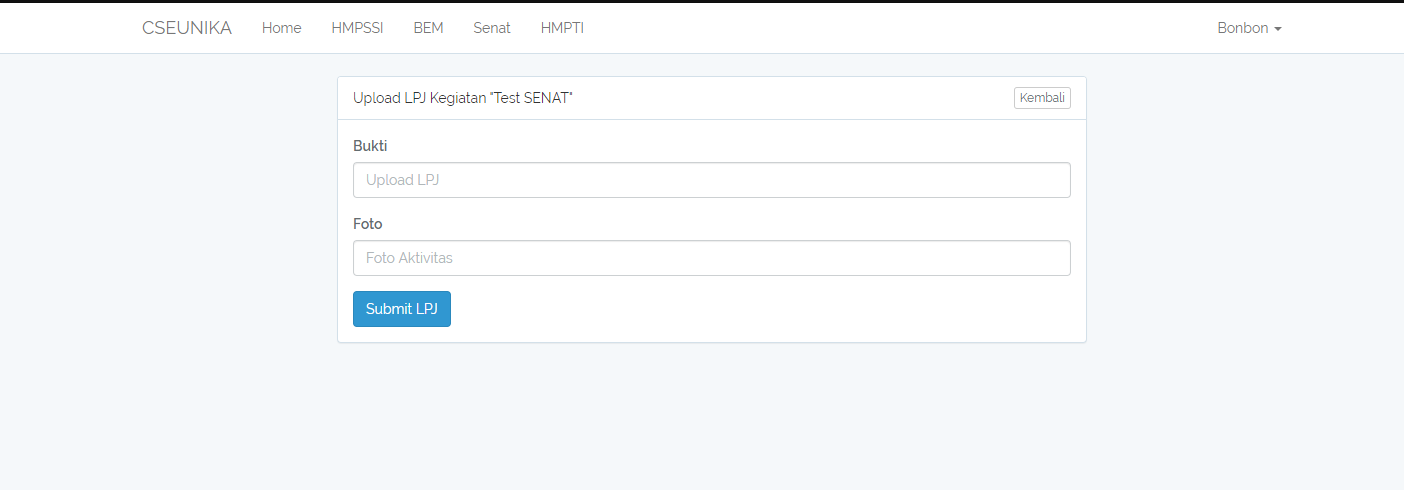 CSEUNIKA Home HMPSSI BEM Senat HMPTI Bonbon
Upload LPJ Kegiatan "Test SENAT" Kembali
Bukti
Upload LPJ
Foto
Foto Aktivitas
Submit LPJ